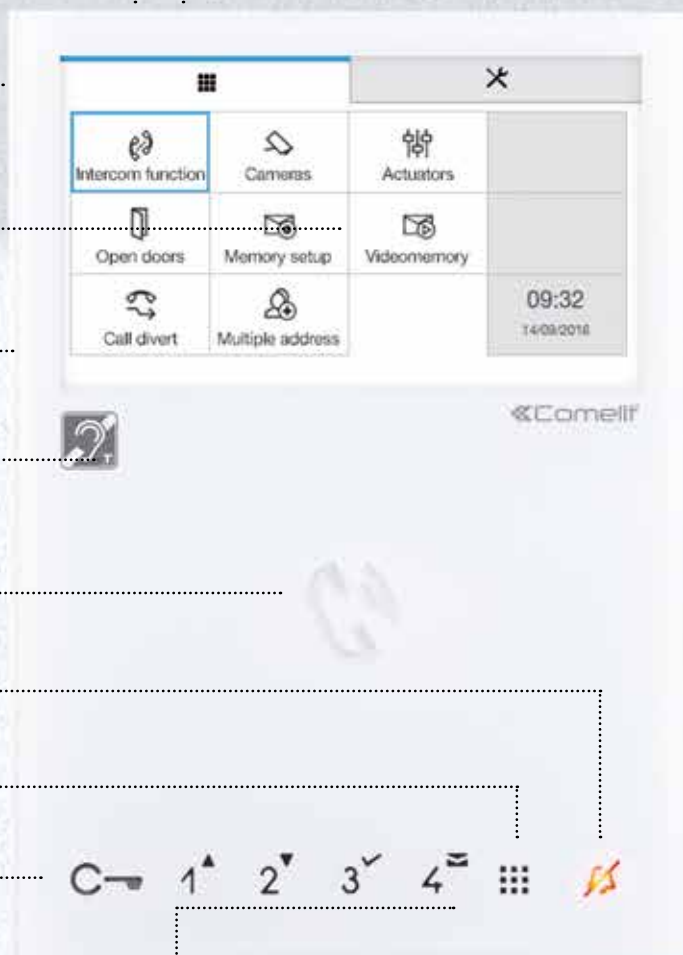 Intercom function
Cameras
Actuators
Open doors
Memory setup
Videomemory
Call divert
Multiple address
09:32
14/09/2016
Comelit
T
1 2 3 4